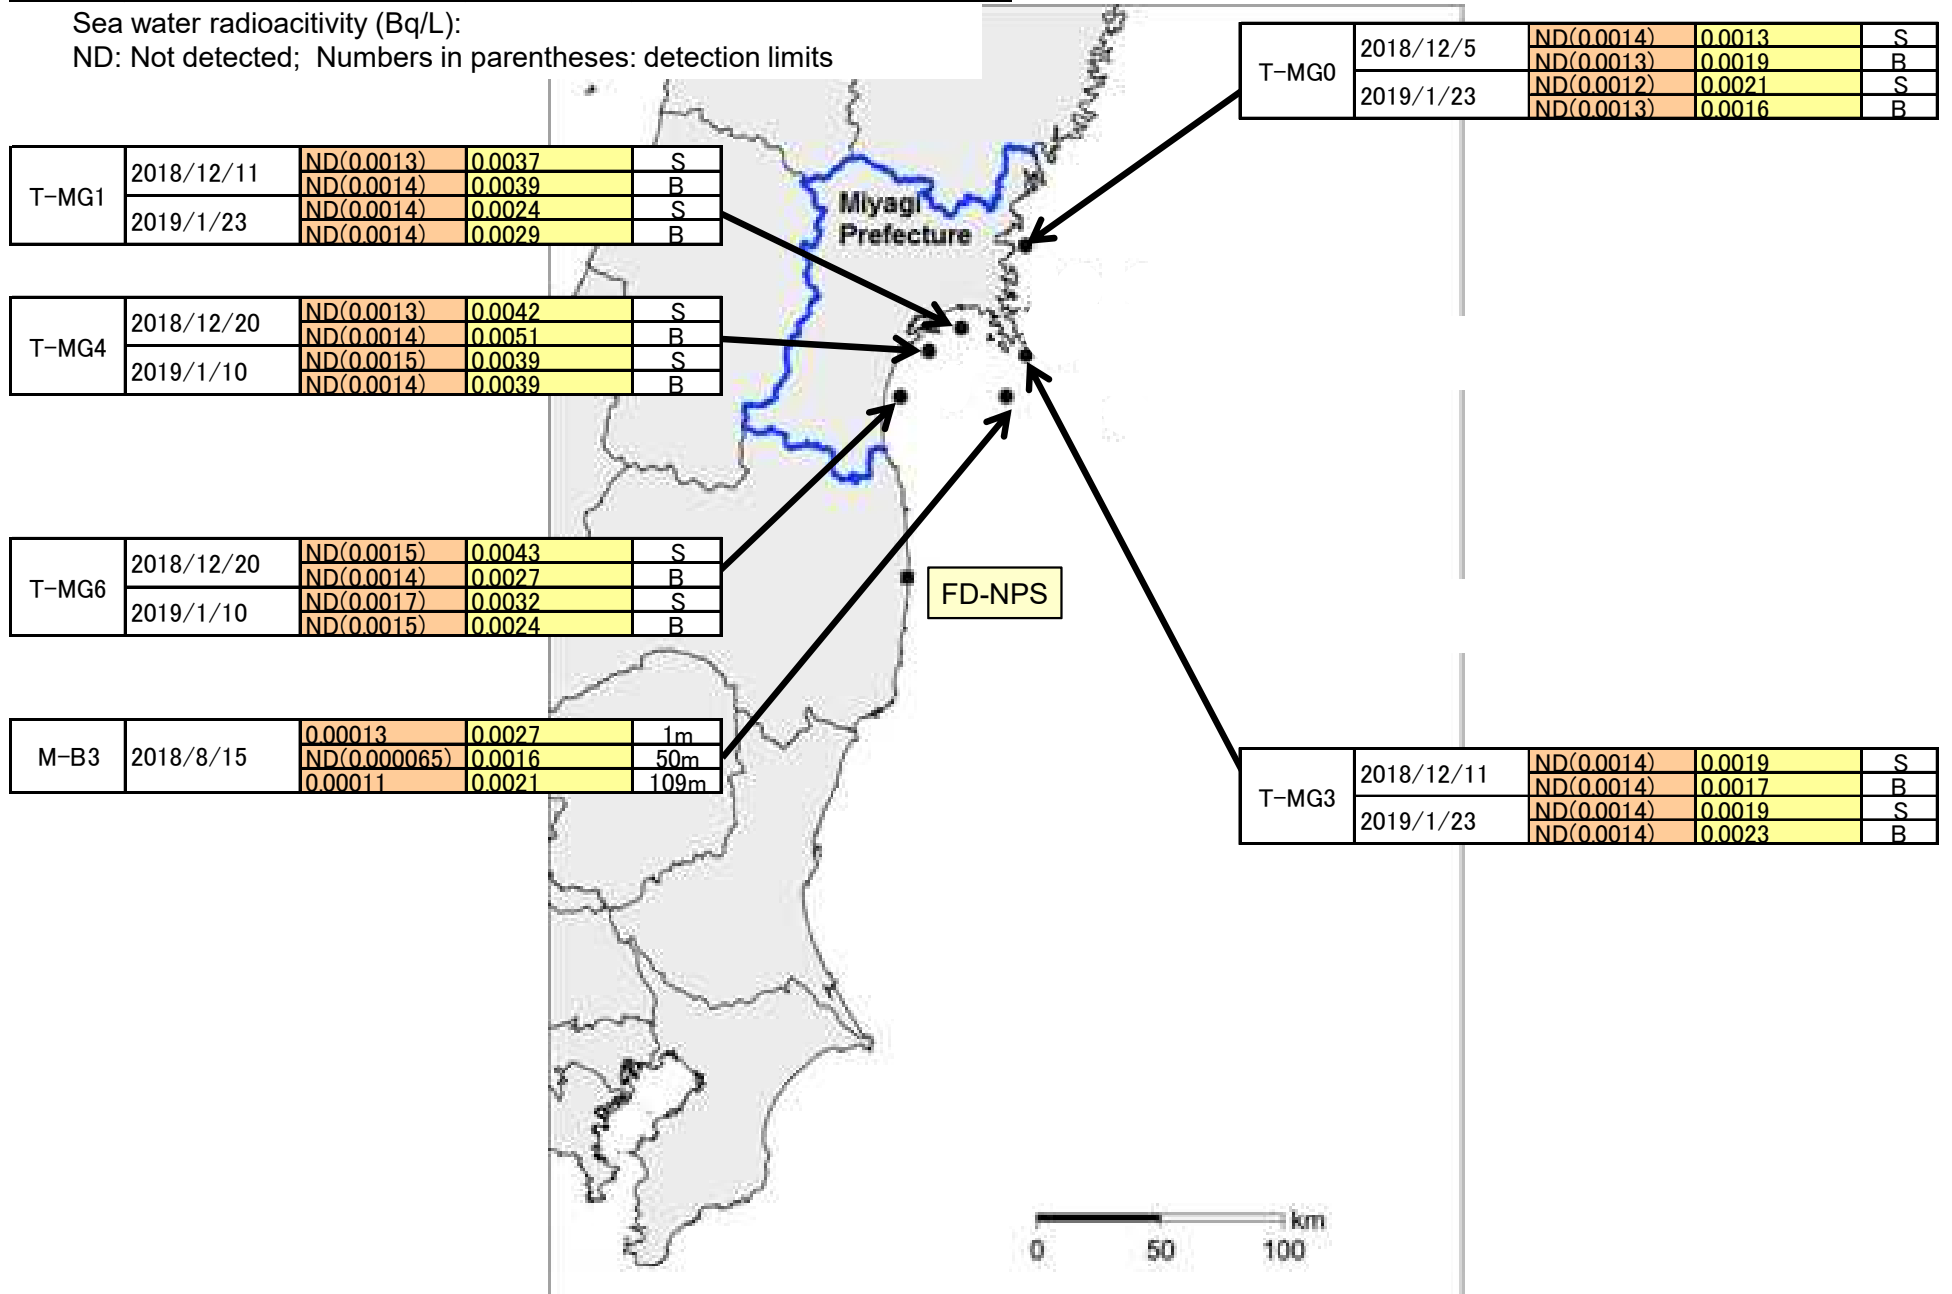 Sea water radioacitivity (Bq/L):
ND: Not detected; Numbers in parentheses: detection limits
T-MG0
2018/12/5
ND(0.0014) 0.0013 S
ND(0.0013) 0.0019 B
2019/1/23
ND(0.0012) 0.0021 S
ND(0.0013) 0.0016 B
T-MG1
2018/12/11
ND(0.0013) 0.0037 S
ND(0.0014) 0.0039 B
2019/1/23
ND(0.0014) 0.0024 S
ND(0.0014) 0.0029 B
Miyagi
Prefecture
T-MG4
2018/12/20
ND(0.0013) 0.0042 S
ND(0.0014) 0.0051 B
2019/1/10
ND(0.0015) 0.0039 S
ND(0.0014) 0.0039 B
T-MG6
2018/12/20
ND(0.0015) 0.0043 S
ND(0.0014) 0.0027 B
2019/1/10
ND(0.0017) 0.0032 S
ND(0.0015) 0.0024 B
FD-NPS
M-B3
2018/8/15
0.00013 0.0027 1m
ND(0.000065) 0.0016 50m
0.00011 0.0021 109m
T-MG3
2018/12/11
ND(0.0014) 0.0019 S
ND(0.0014) 0.0017 B
2019/1/23
ND(0.0014) 0.0019 S
ND(0.0014) 0.0023 B
km
0 50 100